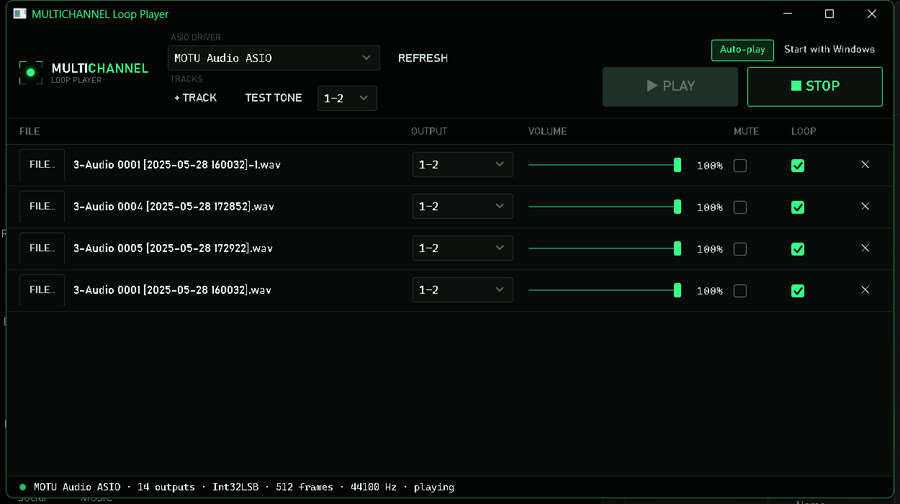 MULTICHANNEL Loop Player
ASIO DRIVER
MOTU Audio ASIO
REFRESH
Auto-play
Start with Windows
MULTICHANNEL
LOOP PLAYER
TRACKS
+ TRACK
TEST TONE
1-2
PLAY
STOP
FILE OUTPUT VOLUME MUTE LOOP
FILE.. 3-Audio 0001 [2025-05-28 160032]-1.wav 1-2 100%
FILE.. 3-Audio 0004 [2025-05-28 172852].wav 1-2 100%
FILE.. 3-Audio 0005 [2025-05-28 172922].wav 1-2 100%
FILE.. 3-Audio 0001 [2025-05-28 160032].wav 1-2 100%
MOTU Audio ASIO · 14 outputs · Int32LSB · 512 frames · 44100 Hz · playing